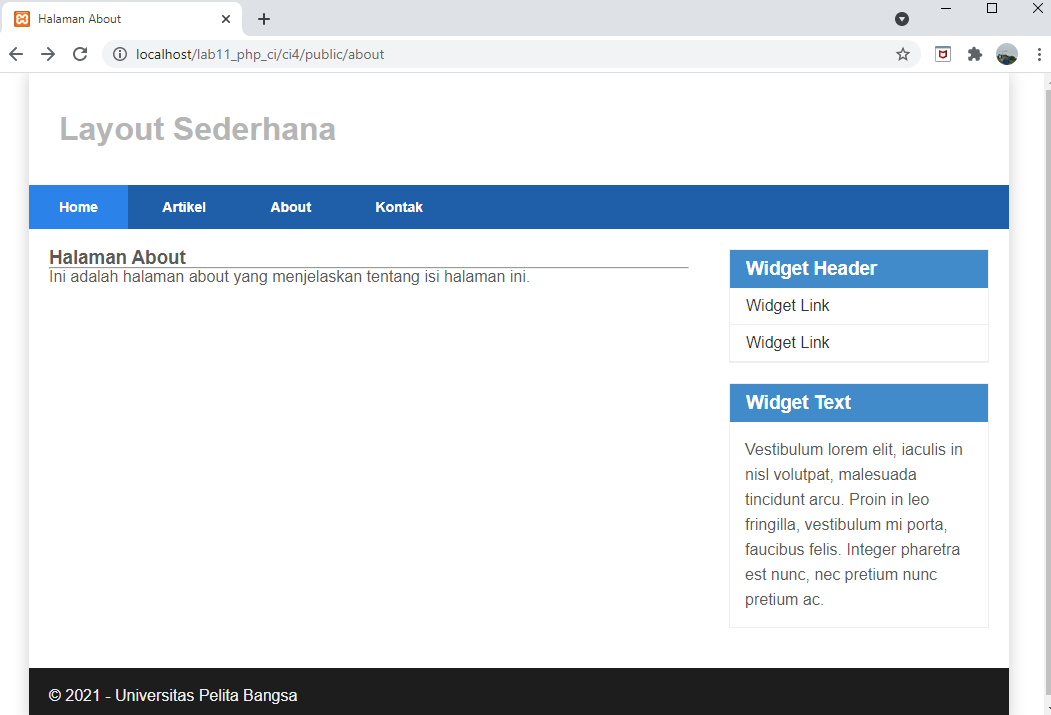 Halaman About
localhost/lab11_php_ci/ci4/public/about
Layout Sederhana
Home Artikel About Kontak
Halaman About
Ini adalah halaman about yang menjelaskan tentang isi halaman ini.
Widget Header
Widget Link
Widget Link
Widget Text
Vestibulum lorem elit, iaculis in
nisl volutpat, malesuada
tincidunt arcu. Proin in leo
fringilla, vestibulum mi porta,
faucibus felis. Integer pharetra
est nunc, nec pretium nunc
pretium ac.
© 2021 - Universitas Pelita Bangsa